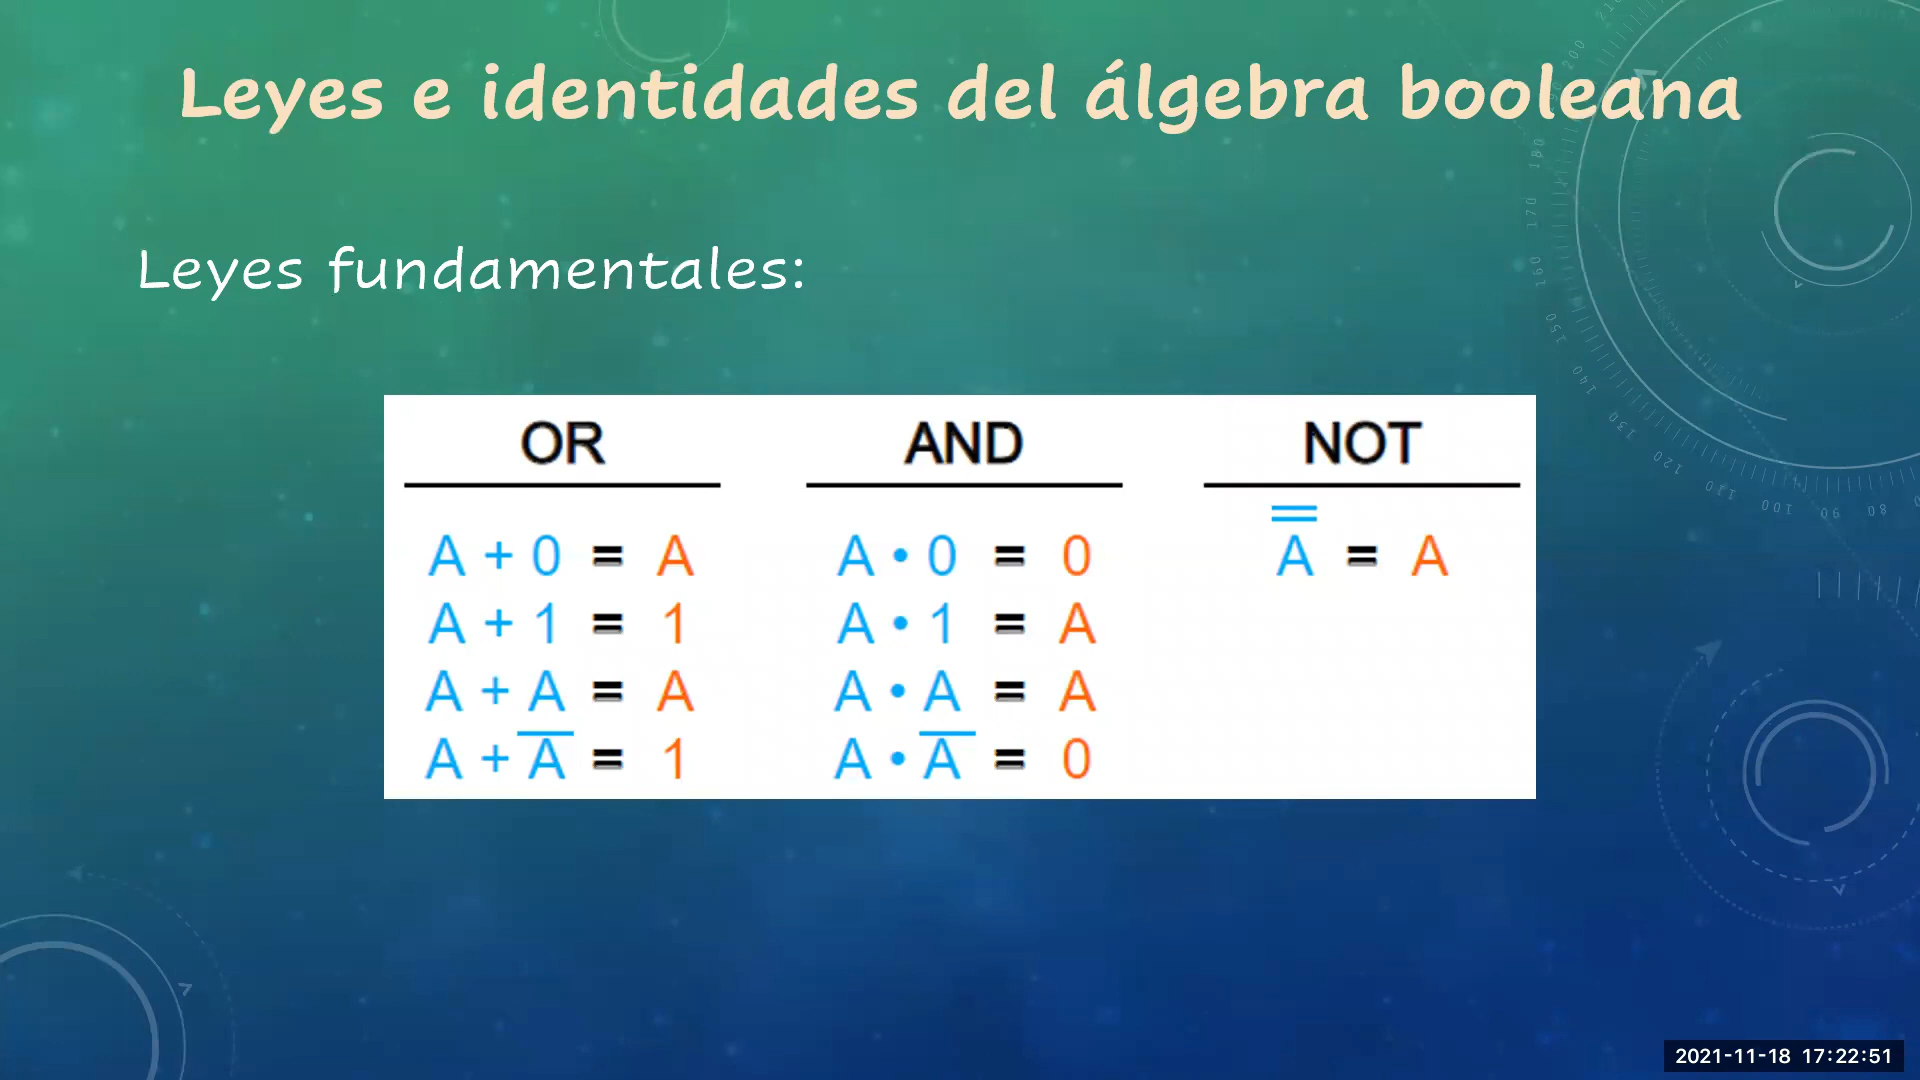 Leyes e identidades del álgebra booleana
Leyes fundamentales:
OR AND NOT
A + 0 = A A • 0 = 0 A̿ = A
A + 1 = 1 A • 1 = A
A + A = A A • A = A
A + A̅ = 1 A • A̅ = 0
2021-11-18 17:22:51